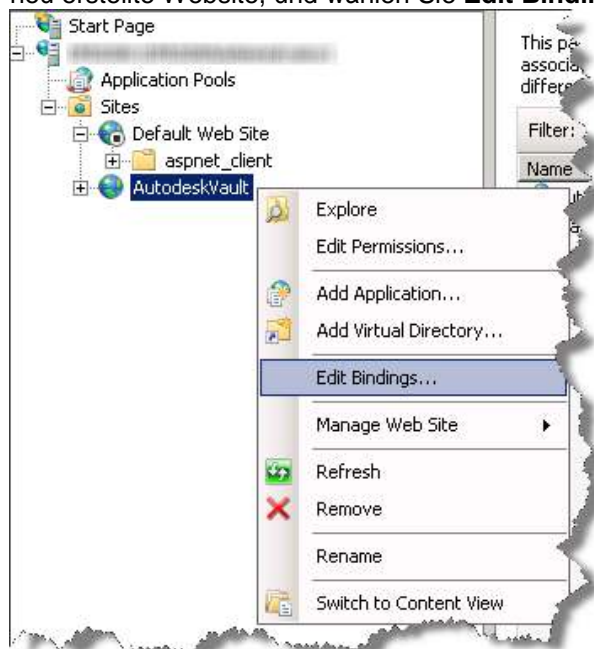 neu erstellte Website, und wählen Sie Edit Bindi
Start Page
This pa
Application Pools
associa
differe
Sites
Default Web Site
Filter:
aspnet_client
Name
AutodeskVault
Explore
Edit Permissions...
Add Application...
Add Virtual Directory...
Edit Bindings...
Manage Web Site
Refresh
Remove
Rename
Switch to Content View